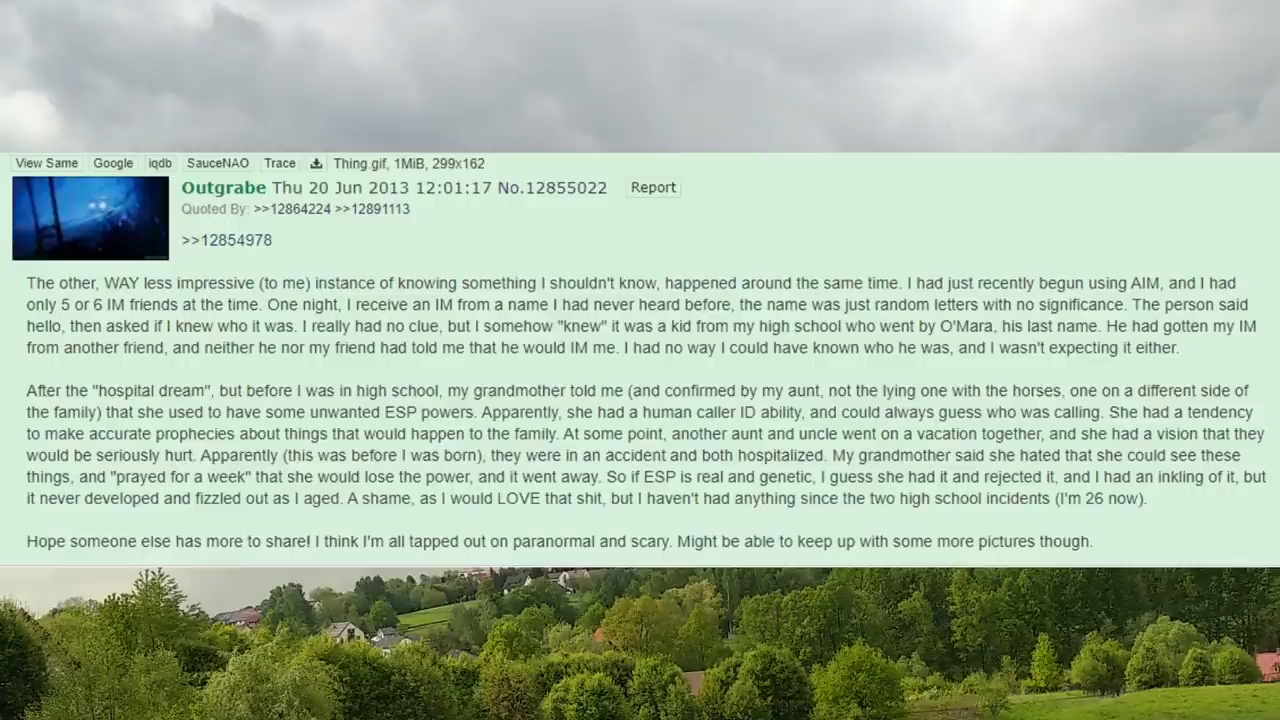 View Same Google iqdb SauceNAO Trace Thing.gif, 1MiB, 299x162
Outgrabe Thu 20 Jun 2013 12:01:17 No.12855022 Report
Quoted By: >>12864224 >>12891113
>>12854978
The other, WAY less impressive (to me) instance of knowing something I shouldn't know, happened around the same time. I had just recently begun using AIM, and I had
only 5 or 6 IM friends at the time. One night, I receive an IM from a name I had never heard before, the name was just random letters with no significance. The person said
hello, then asked if I knew who it was. I really had no clue, but I somehow "knew" it was a kid from my high school who went by O'Mara, his last name. He had gotten my IM
from another friend, and neither he nor my friend had told me that he would IM me. I had no way I could have known who he was, and I wasn't expecting it either.
After the "hospital dream", but before I was in high school, my grandmother told me (and confirmed by my aunt, not the lying one with the horses, one on a different side of
the family) that she used to have some unwanted ESP powers. Apparently, she had a human caller ID ability, and could always guess who was calling. She had a tendency
to make accurate prophecies about things that would happen to the family. At some point, another aunt and uncle went on a vacation together, and she had a vision that they
would be seriously hurt. Apparently (this was before I was born), they were in an accident and both hospitalized. My grandmother said she hated that she could see these
things, and "prayed for a week" that she would lose the power, and it went away. So if ESP is real and genetic, I guess she had it and rejected it, and I had an inkling of it, but
it never developed and fizzled out as I aged. A shame, as I would LOVE that shit, but I haven't had anything since the two high school incidents (I'm 26 now).
Hope someone else has more to share! I think I'm all tapped out on paranormal and scary. Might be able to keep up with some more pictures though.